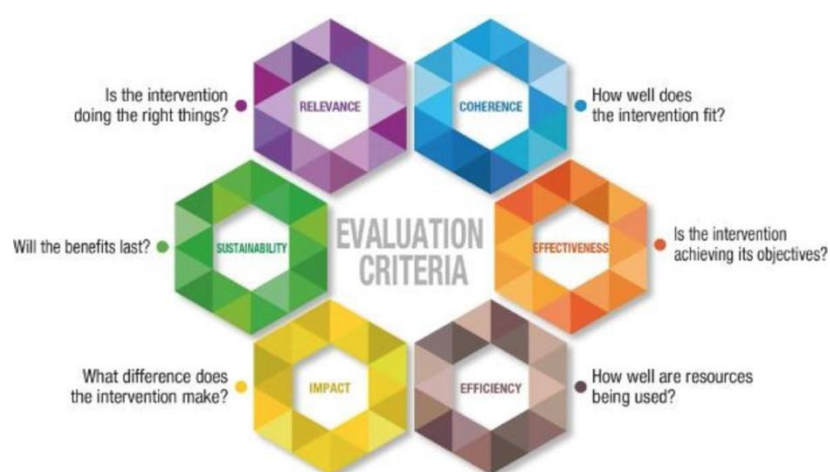 Is the intervention
doing the right things?
RELEVANCE
COHERENCE
How well does
the intervention fit?
Will the benefits last?
SUSTAINABILITY
EVALUATION
CRITERIA
EFFECTIVENESS
Is the intervention
achieving its objectives?
What difference does
the intervention make?
IMPACT
EFFICIENCY
How well are resources
being used?